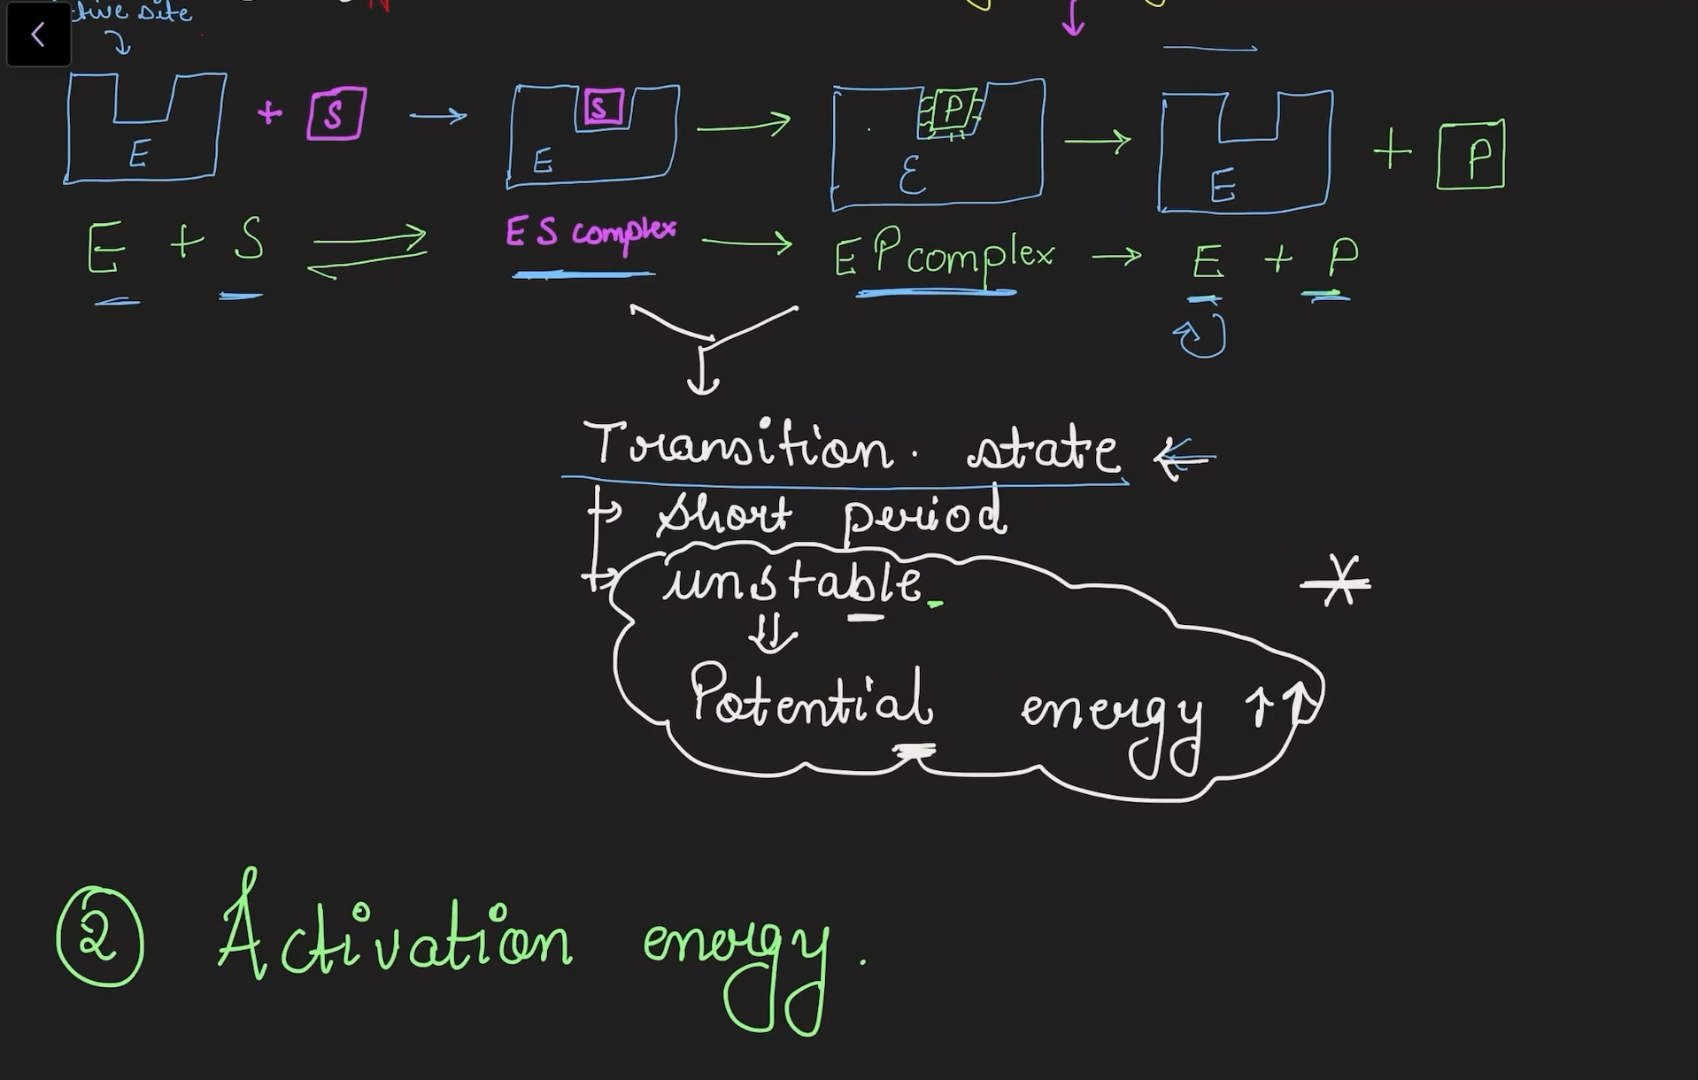 tive site
E + S → E S → E P → E + P
E + S ⇌ ES complex → EP complex → E + P
Transition state ←
short period
unstable
⇓
Potential energy ↑↑
② Activation energy.